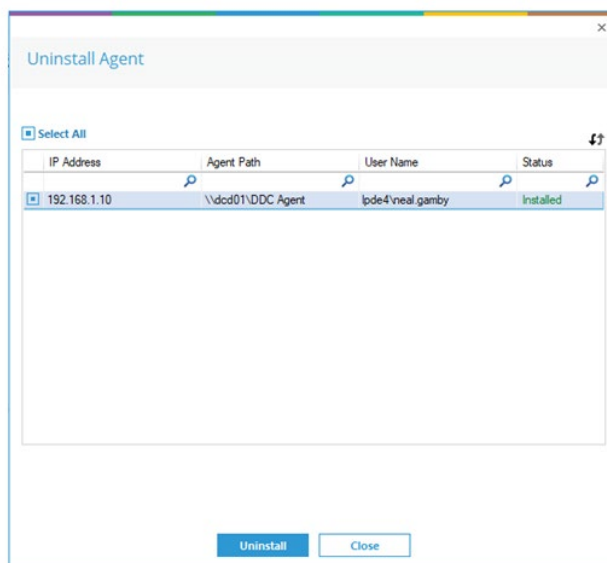 Uninstall Agent
Select All
IP Address Agent Path User Name Status
192.168.1.10 \\dcd01\DDC Agent lpde4\neal.gamby Installed
Uninstall Close